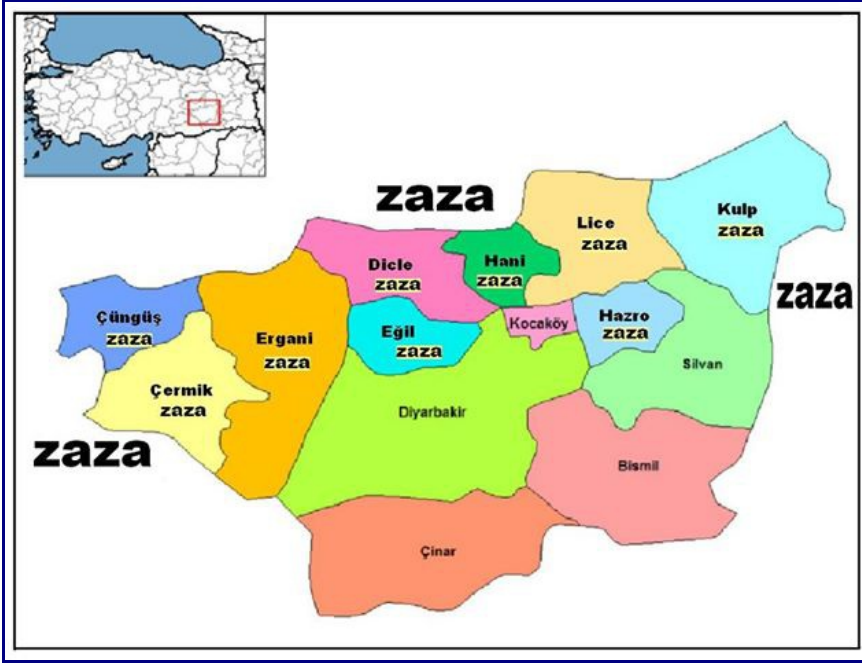 zaza
Kulp
zaza
Lice
zaza
Hani
zaza
Dicle
zaza
zaza
Çüngüş
zaza
Ergani
zaza
Eğil
zaza
Kocaköy
Hazro
zaza
Silvan
Çermik
zaza
Diyarbakir
zaza
Bismil
Çinar